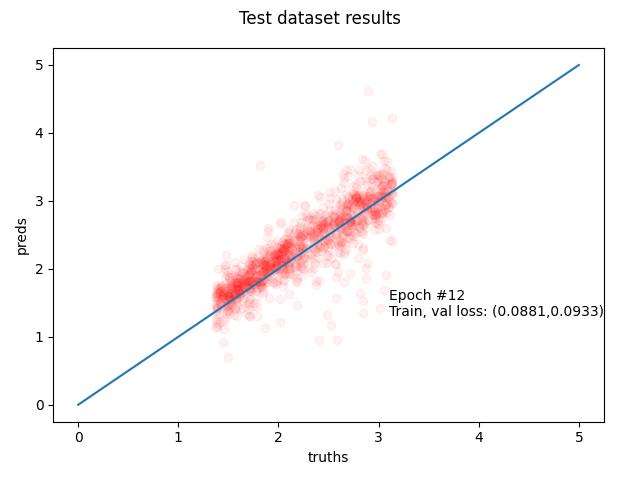 Test dataset results
5
4
3
2
1
0
preds
Epoch #12
Train, val loss: (0.0881,0.0933)
0 1 2 3 4 5
truths